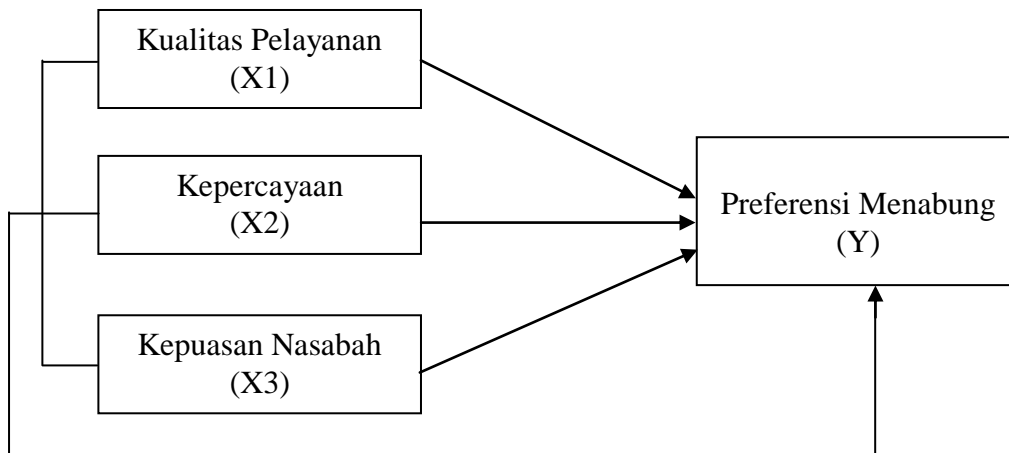 Kualitas Pelayanan
(X1)
Kepercayaan
(X2)
Preferensi Menabung
(Y)
Kepuasan Nasabah
(X3)